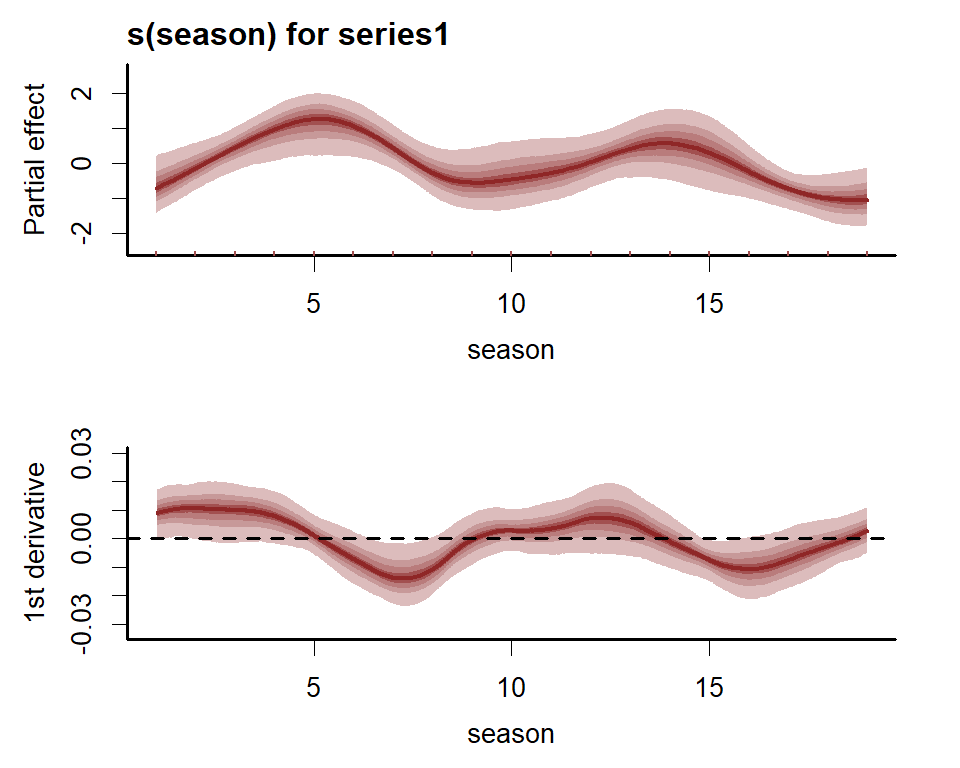 s(season) for series1
Partial effect
2
0
-2
5 10 15
season
1st derivative
0.03
0.00
-0.03
5 10 15
season